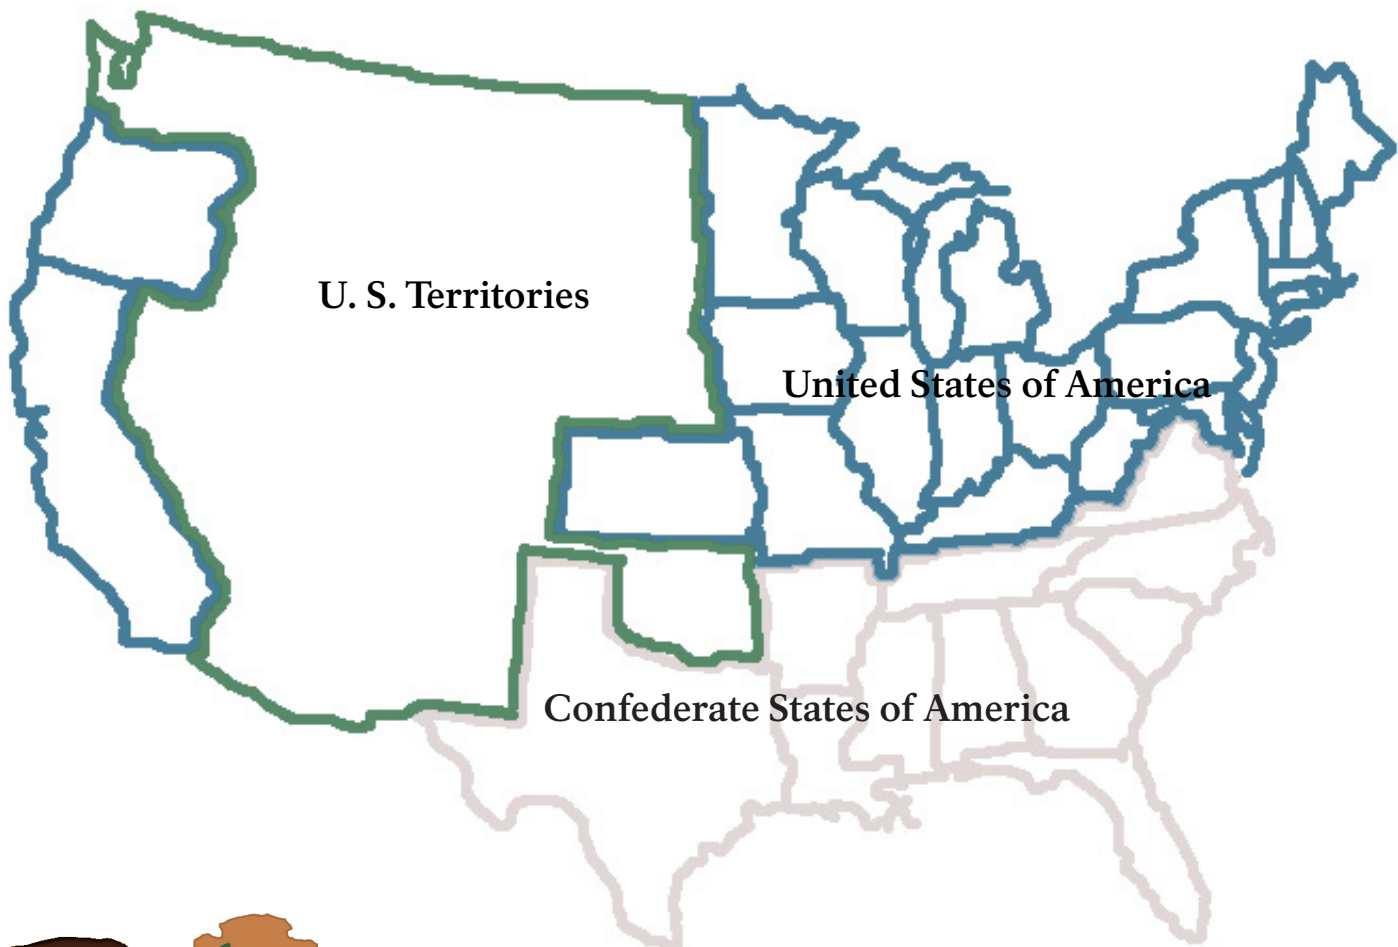 U. S. Territories
United States of America
Confederate States of America